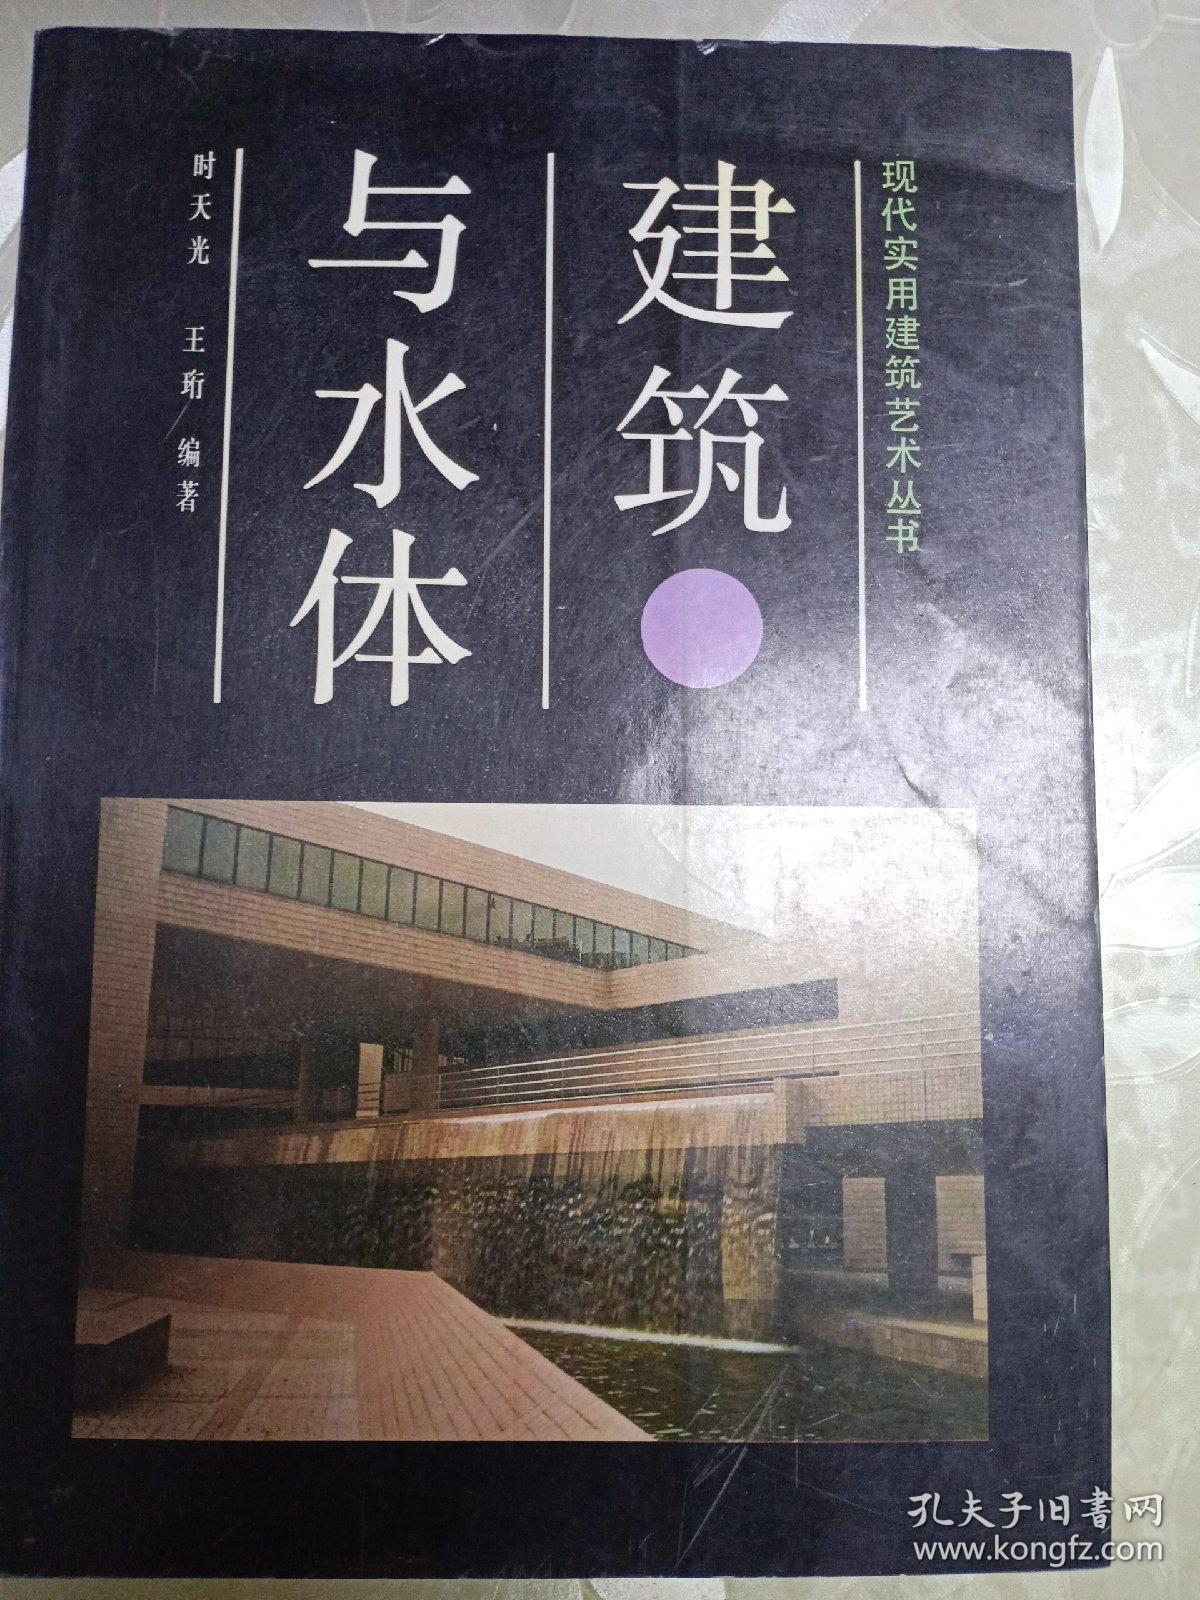 现代实用建筑艺术丛书
建筑
与水体
时天光 王珩 编著
孔夫子旧书网
www.kongfz.com